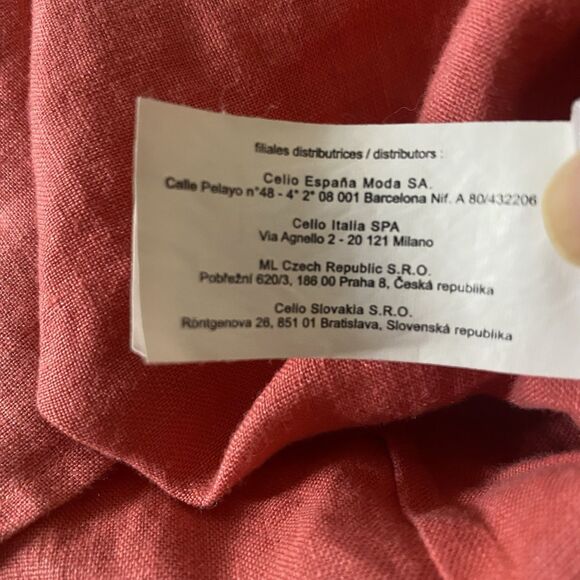 filiales distributrices / distributors :
Celio España Moda SA.
Calle Pelayo n°48 - 4° 2° 08 001 Barcelona Nif. A 80/432206
Celio Italia SPA
Via Agnello 2 - 20 121 Milano
ML Czech Republic S.R.O.
Pobřežní 620/3, 186 00 Praha 8, Česká republika
Celio Slovakia S.R.O.
Röntgenova 26, 851 01 Bratislava, Slovenská republika